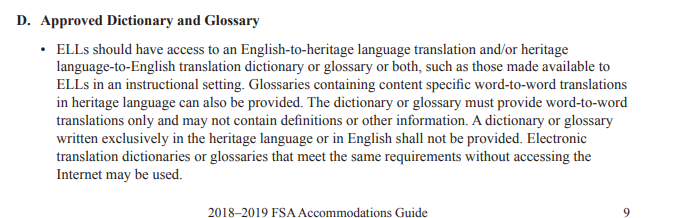 D. Approved Dictionary and Glossary
• ELLs should have access to an English-to-heritage language translation and/or heritage
language-to-English translation dictionary or glossary or both, such as those made available to
ELLs in an instructional setting. Glossaries containing content specific word-to-word translations
in heritage language can also be provided. The dictionary or glossary must provide word-to-word
translations only and may not contain definitions or other information. A dictionary or glossary
written exclusively in the heritage language or in English shall not be provided. Electronic
translation dictionaries or glossaries that meet the same requirements without accessing the
Internet may be used.
2018–2019 FSA Accommodations Guide 9